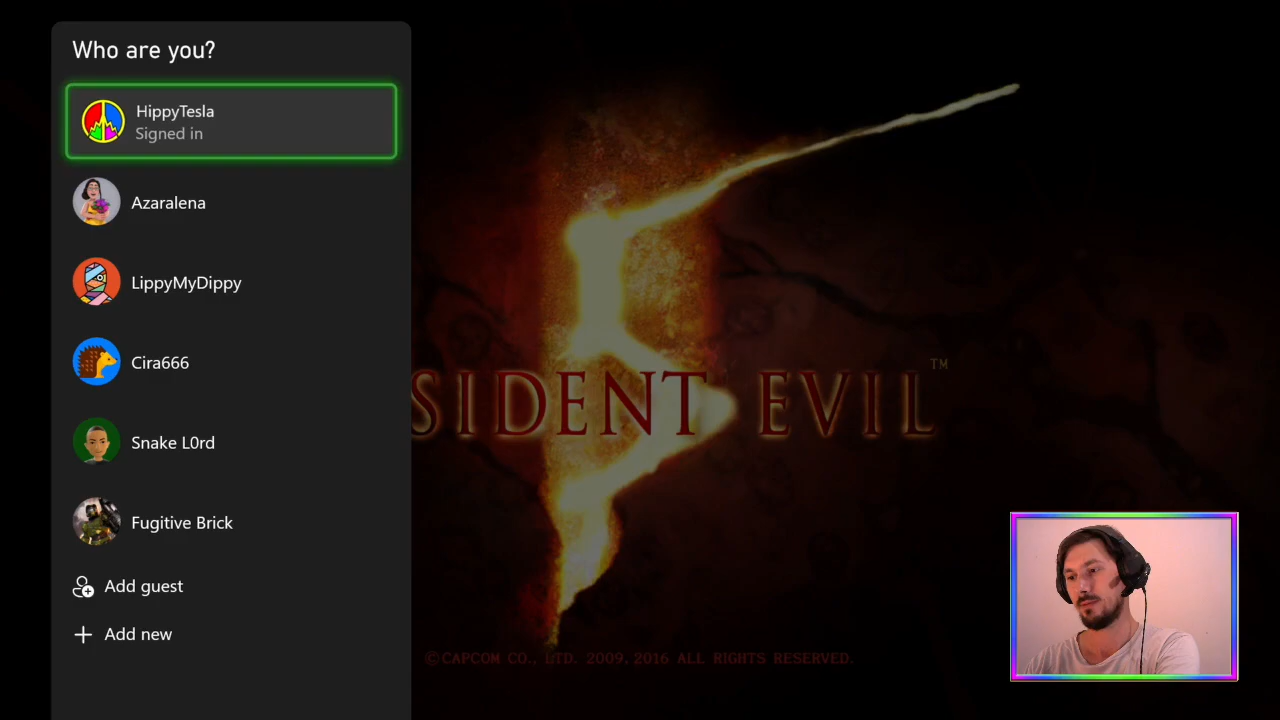 Who are you?
HippyTesla
Signed in
Azaralena
LippyMyDippy
Cira666
Snake L0rd
Fugitive Brick
Add guest
Add new
SIDENT EVIL™
©CAPCOM CO., LTD. 2009, 2016 ALL RIGHTS RESERVED.